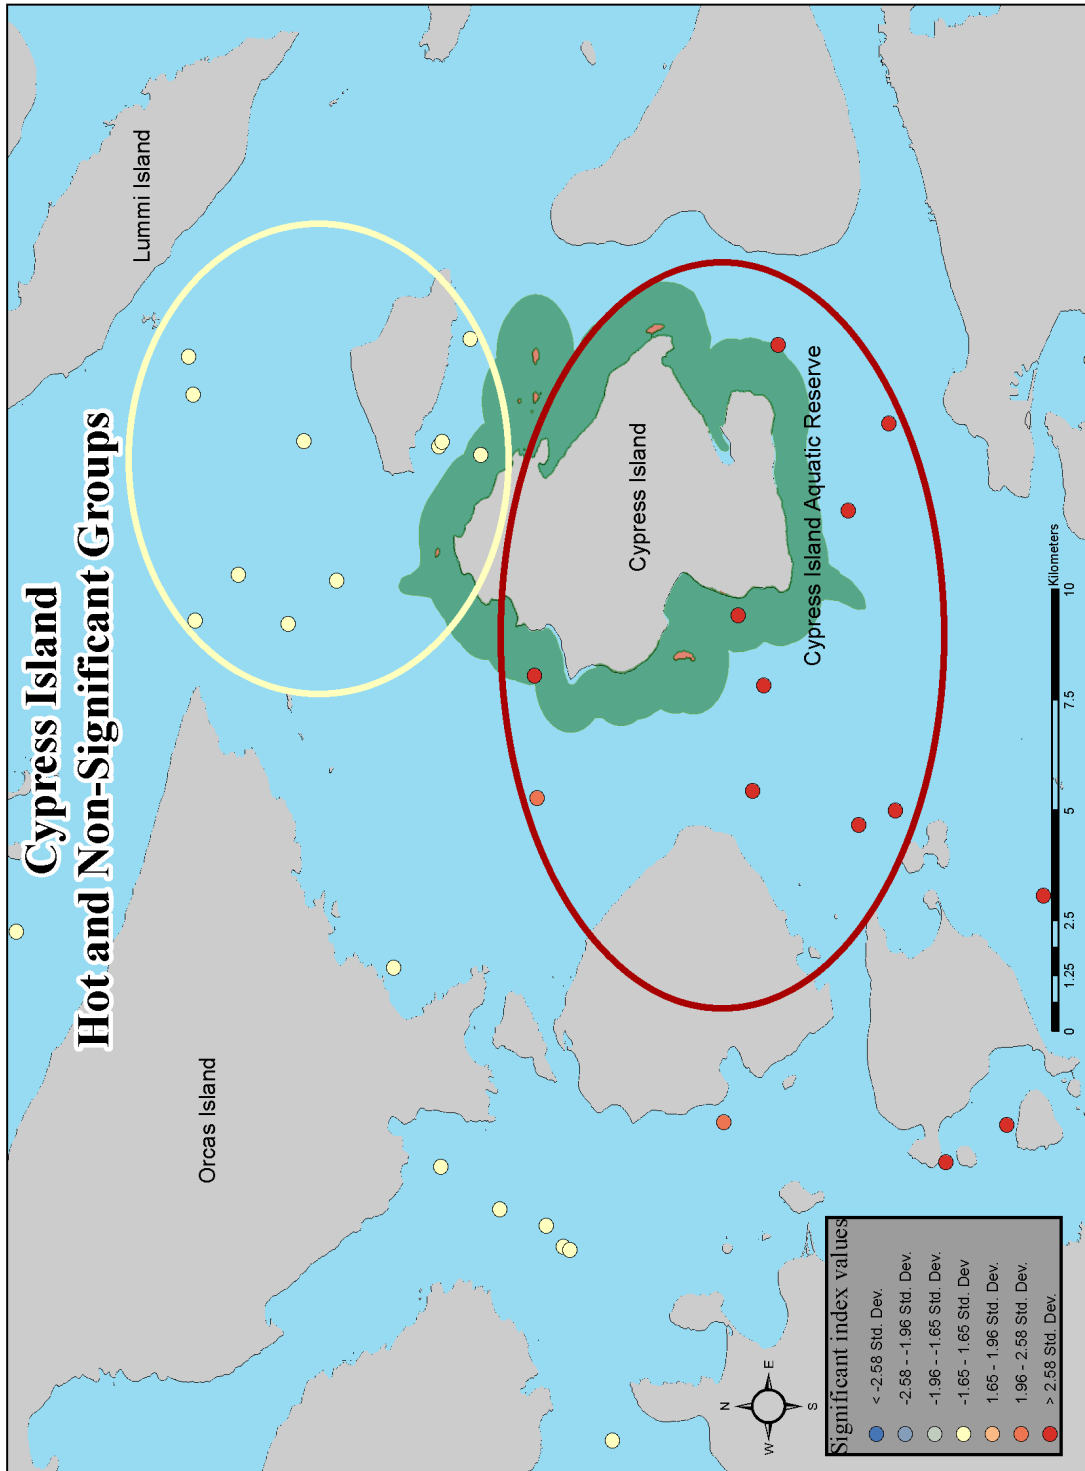 Cypress Island
Hot and Non-Significant Groups
Lummi Island
Orcas Island
Cypress Island
Cypress Island Aquatic Reserve
N
W
E
S
Significant index values
< -2.58 Std. Dev.
-2.58 - -1.96 Std. Dev.
-1.96 - -1.65 Std. Dev.
-1.65 - 1.65 Std. Dev
1.65 - 1.96 Std. Dev.
1.96 - 2.58 Std. Dev.
> 2.58 Std. Dev.
0 1.25 2.5 5 7.5 10
Kilometers